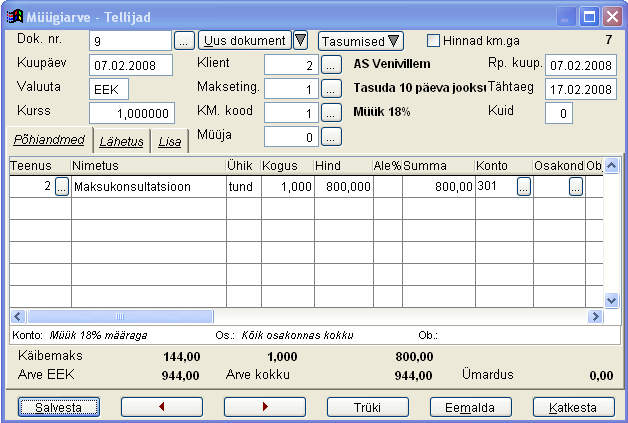 Müügiarve - Tellijad
Dok. nr. 9 ... Uus dokument Tasumised Hinnad km.ga 7
Kuupäev 07.02.2008 Klient 2 ... AS Venivillem Rp. kuup. 07.02.2008
Valuuta EEK Makseting. 1 ... Tasuda 10 päeva jooksu Tähtaeg 17.02.2008
Kurss 1,000000 KM. kood 1 ... Müük 18% Kuid 0
Põhiandmed Lähetus Lisa Müüja 0 ...
Teenus Nimetus Ühik Kogus Hind Ale% Summa Konto Osakond Ob
2 ... Maksukonsultatsioon tund 1,000 800,000 800,00 301 ... ...
Konto: Müük 18% määraga Os.: Kõik osakonnas kokku Ob.:
Käibemaks 144,00 1,000 800,00
Arve EEK 944,00 Arve kokku 944,00 Ümardus 0,00
Salvesta Trüki Eemalda Katkesta